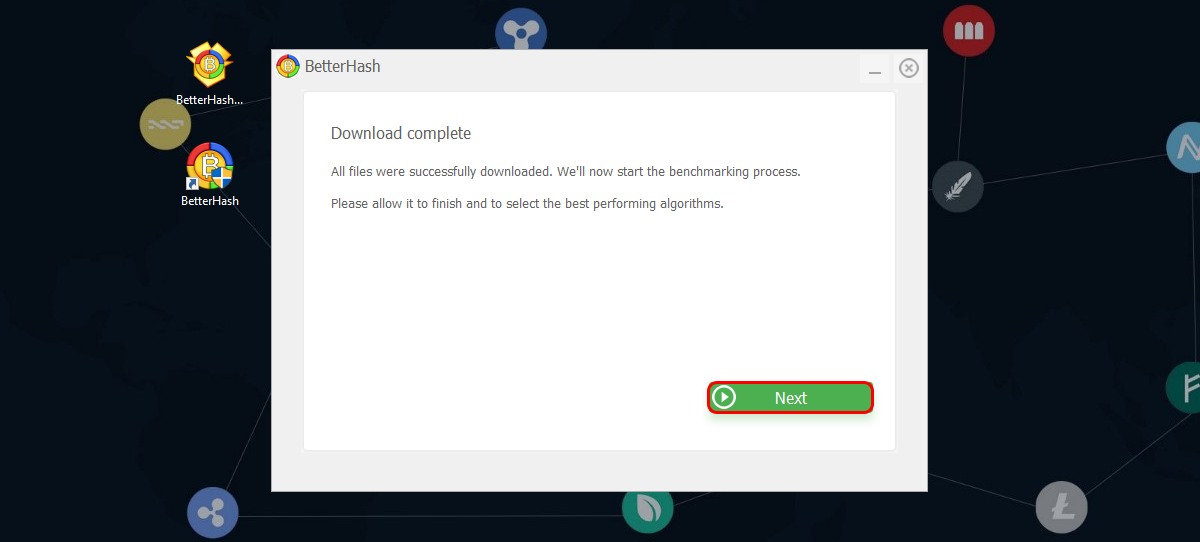 BetterHash...
BetterHash
BetterHash
Download complete
All files were successfully downloaded. We'll now start the benchmarking process.
Please allow it to finish and to select the best performing algorithms.
Next